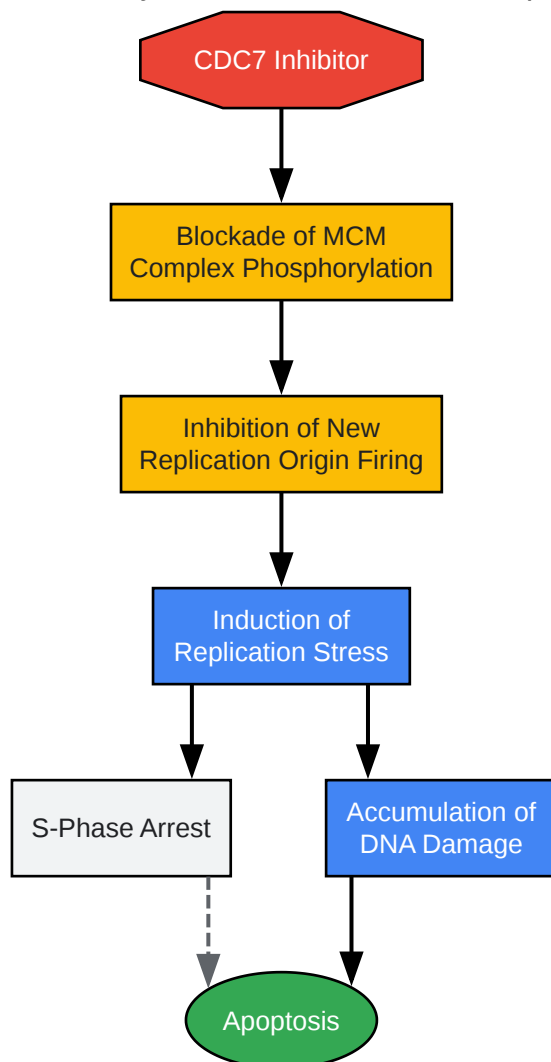 CDC7 Inhibitor
Blockade of MCM
Complex Phosphorylation
Inhibition of New
Replication Origin Firing
Induction of
Replication Stress
S-Phase Arrest
Accumulation of
DNA Damage
Apoptosis